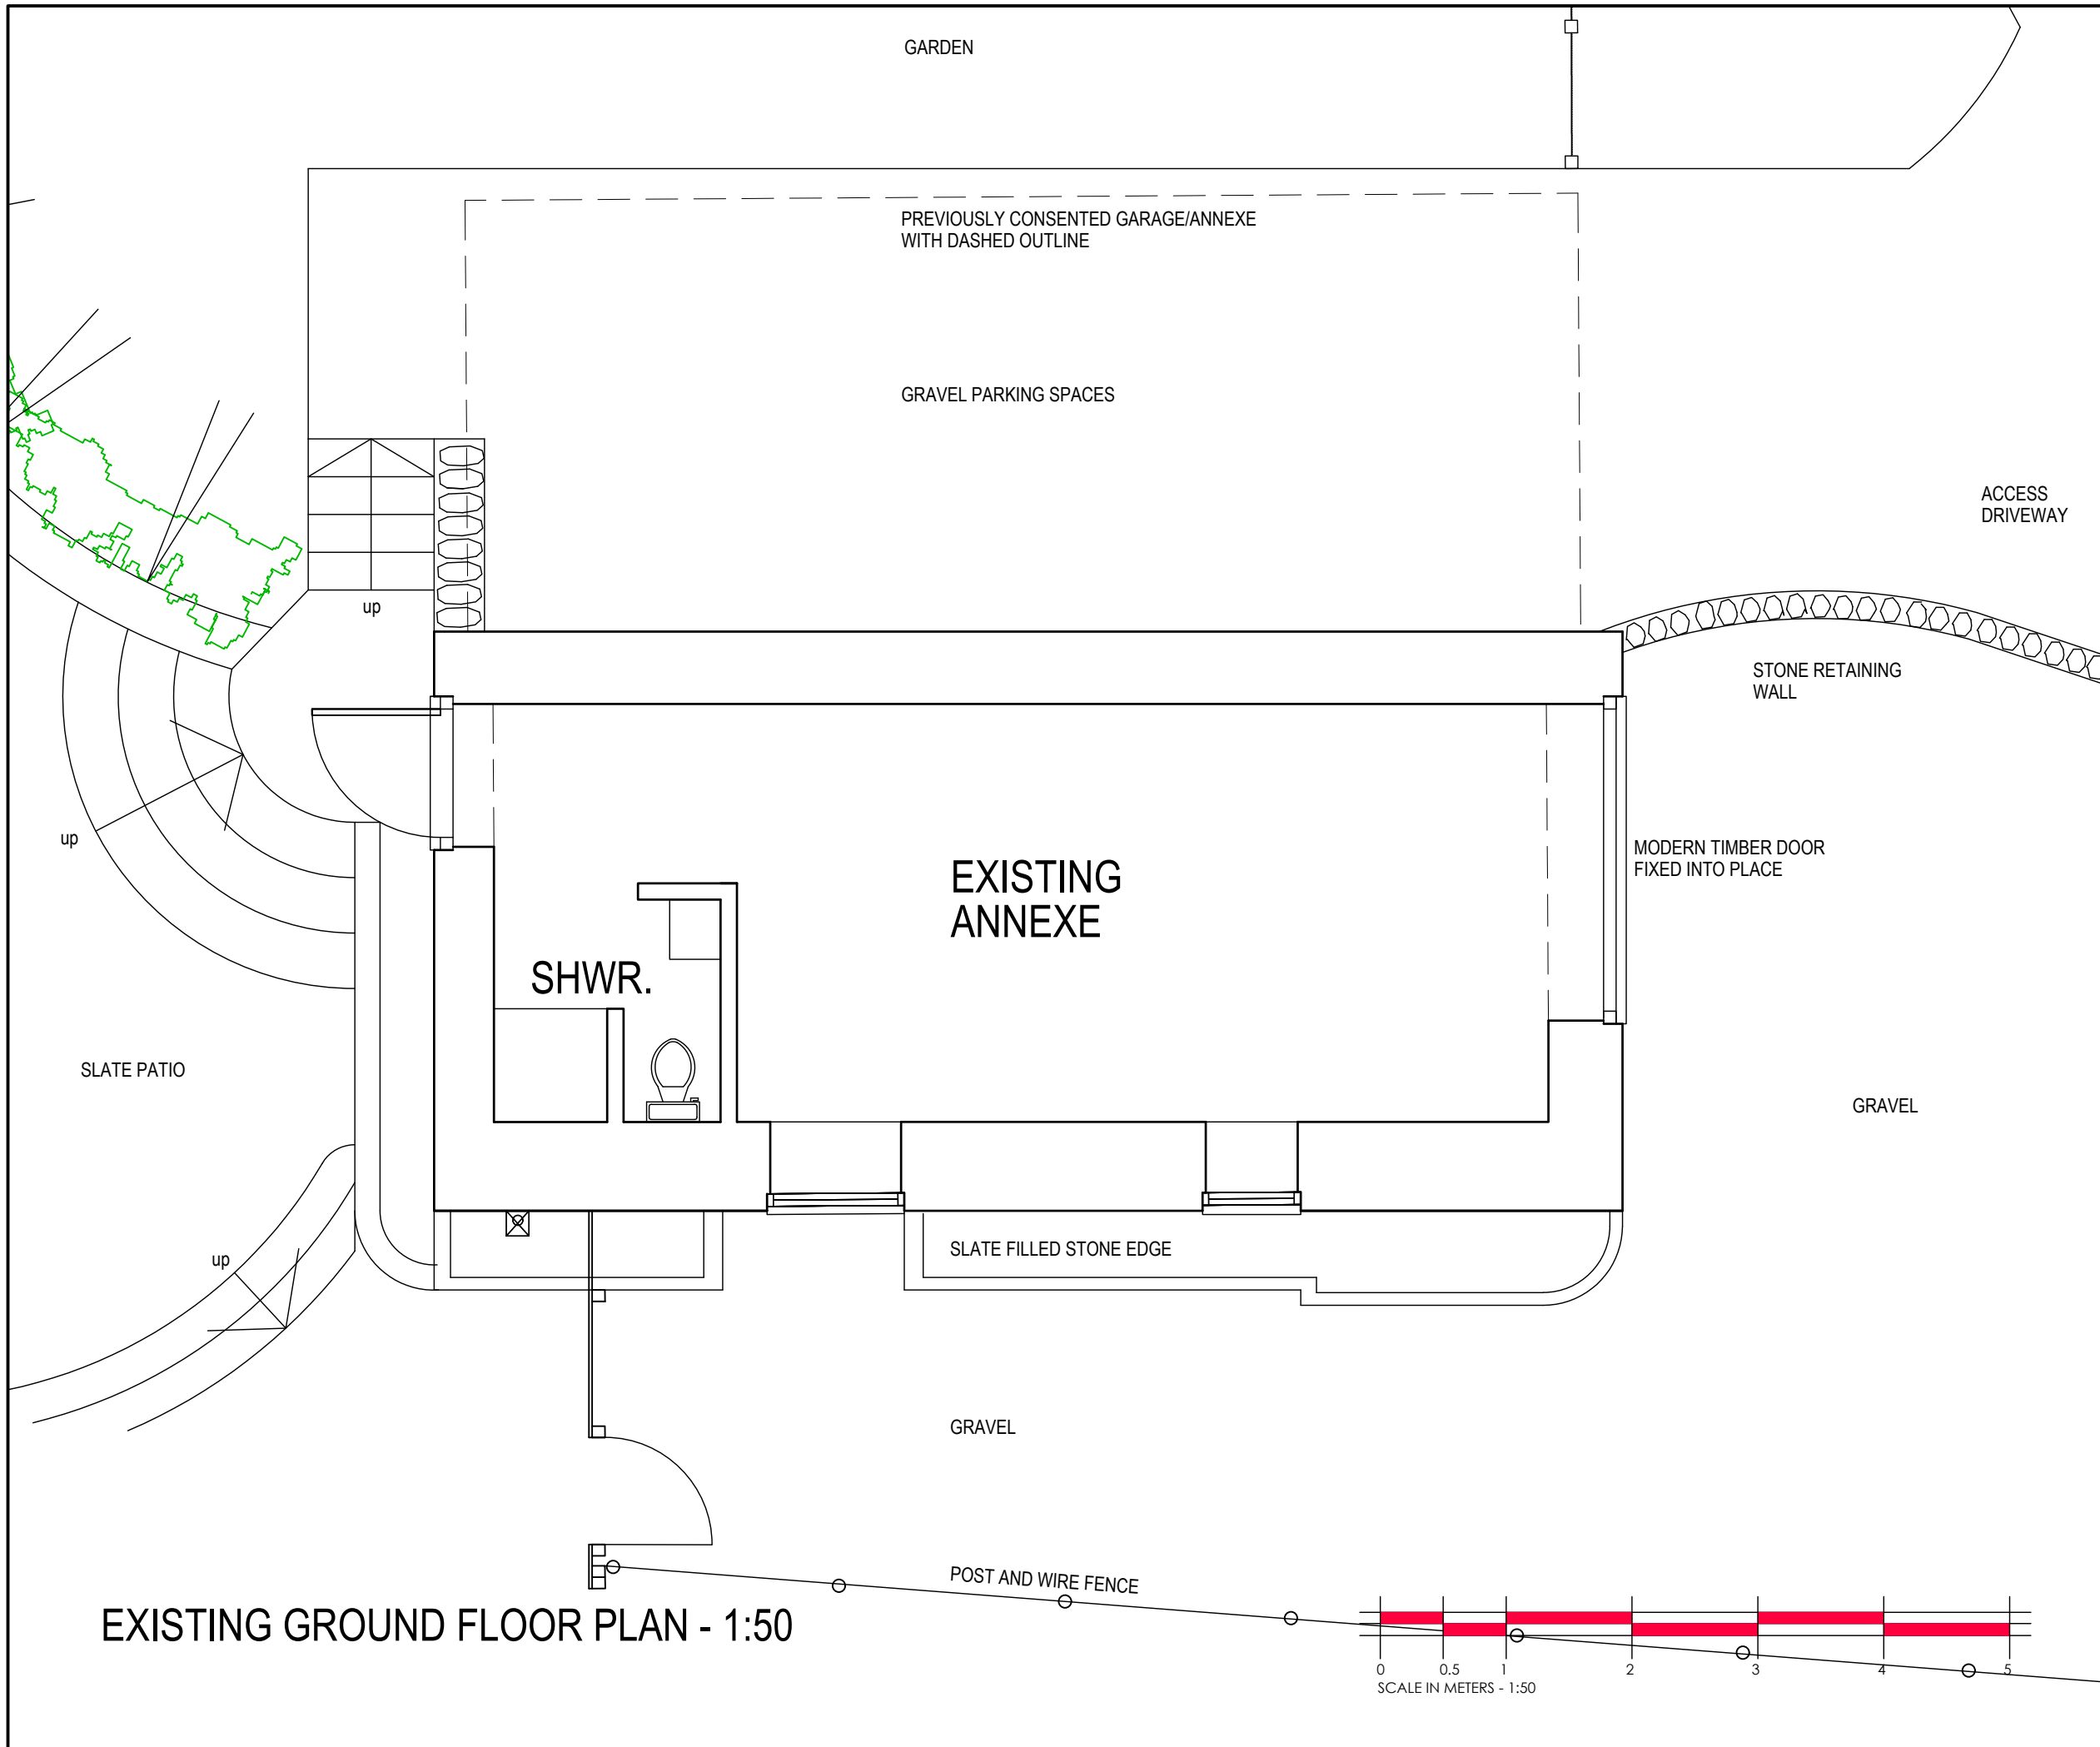 GARDEN
PREVIOUSLY CONSENTED GARAGE/ANNEXE
WITH DASHED OUTLINE
GRAVEL PARKING SPACES
ACCESS
DRIVEWAY
up
STONE RETAINING
WALL
up
MODERN TIMBER DOOR
FIXED INTO PLACE
EXISTING
ANNEXE
SHWR.
SLATE PATIO
GRAVEL
up
SLATE FILLED STONE EDGE
GRAVEL
POST AND WIRE FENCE
EXISTING GROUND FLOOR PLAN - 1:50
0 0.5 1 2 3 4 5
SCALE IN METERS - 1:50